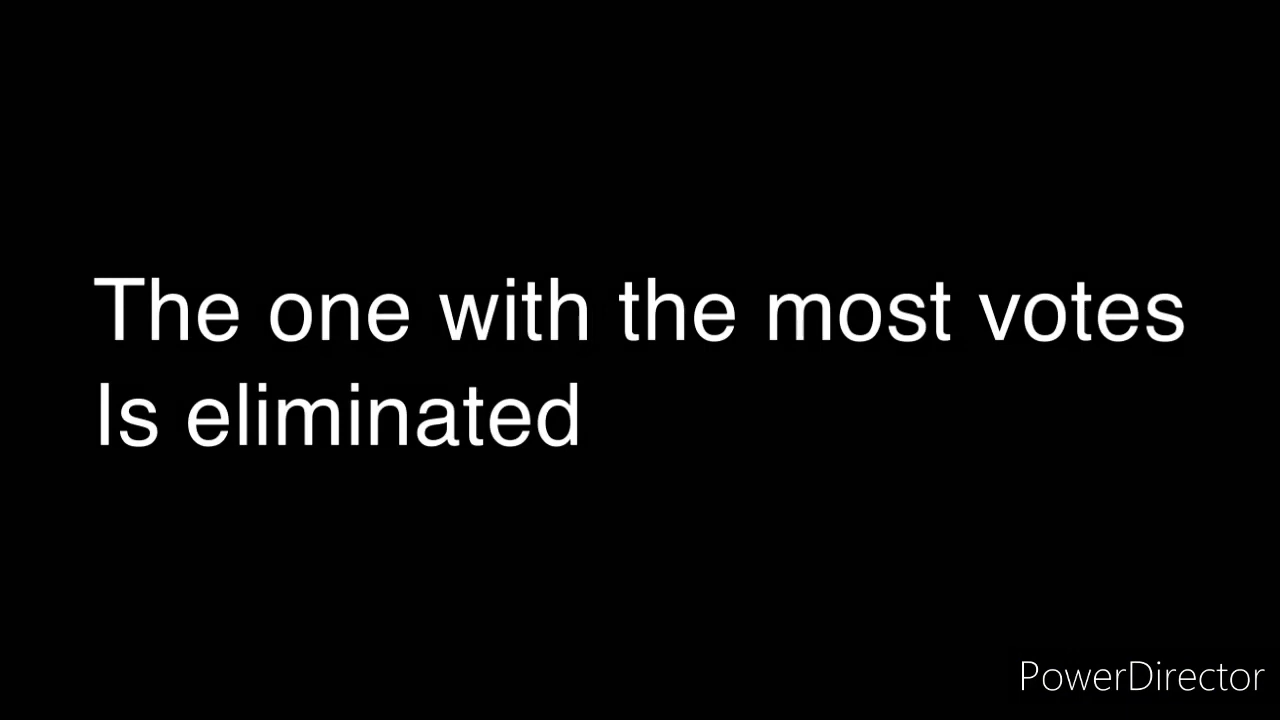 The one with the most votes
Is eliminated
PowerDirector